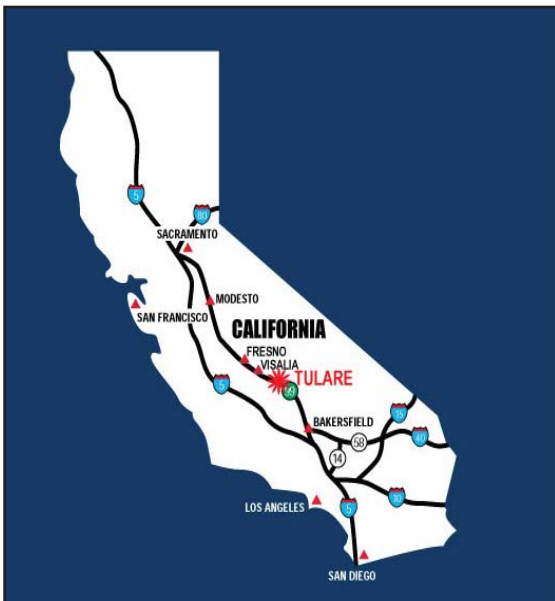 5
80
SACRAMENTO
MODESTO
SAN FRANCISCO
CALIFORNIA
FRESNO
VISALIA
TULARE
5
99
BAKERSFIELD
15
58
40
14
10
LOS ANGELES
5
SAN DIEGO